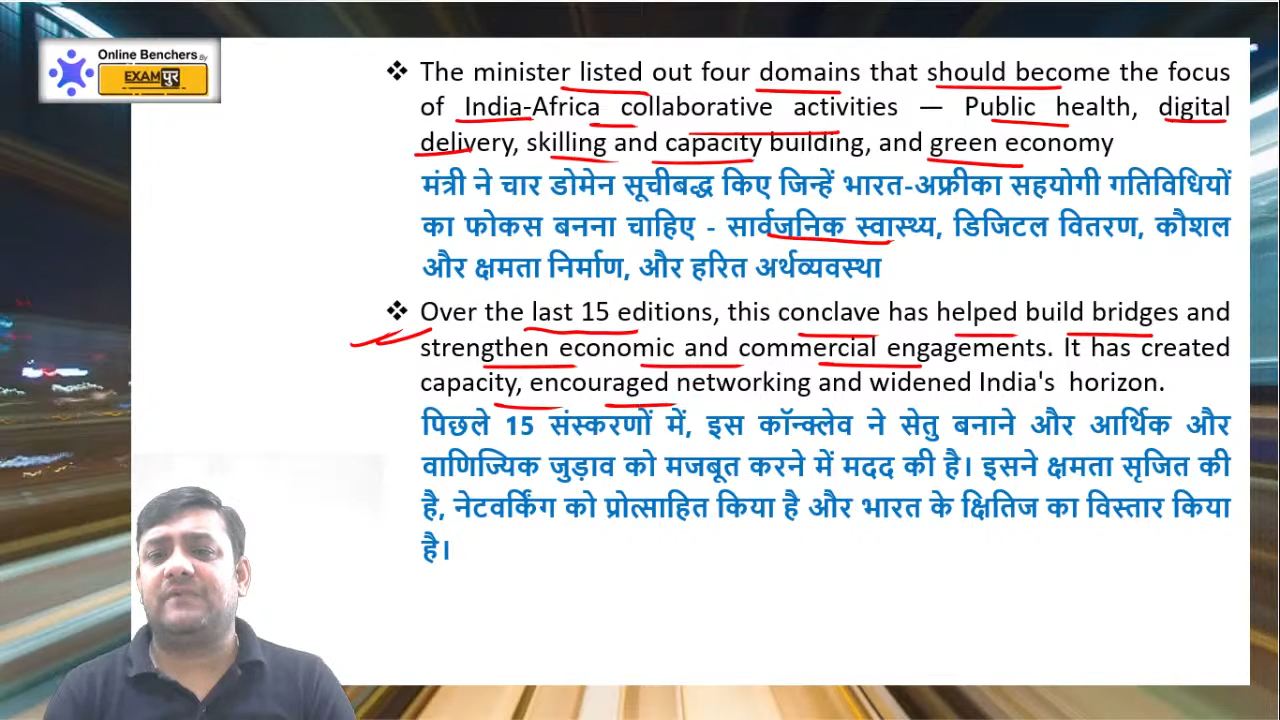 Online Benchers By
EXAMपुर
❖ The minister listed out four domains that should become the focus
of India-Africa collaborative activities — Public health, digital
delivery, skilling and capacity building, and green economy
मंत्री ने चार डोमेन सूचीबद्ध किए जिन्हें भारत-अफ्रीका सहयोगी गतिविधियों
का फोकस बनना चाहिए - सार्वजनिक स्वास्थ्य, डिजिटल वितरण, कौशल
और क्षमता निर्माण, और हरित अर्थव्यवस्था
❖ Over the last 15 editions, this conclave has helped build bridges and
strengthen economic and commercial engagements. It has created
capacity, encouraged networking and widened India's horizon.
पिछले 15 संस्करणों में, इस कॉन्क्लेव ने सेतु बनाने और आर्थिक और
वाणिज्यिक जुड़ाव को मजबूत करने में मदद की है। इसने क्षमता सृजित की
है, नेटवर्किंग को प्रोत्साहित किया है और भारत के क्षितिज का विस्तार किया
है।